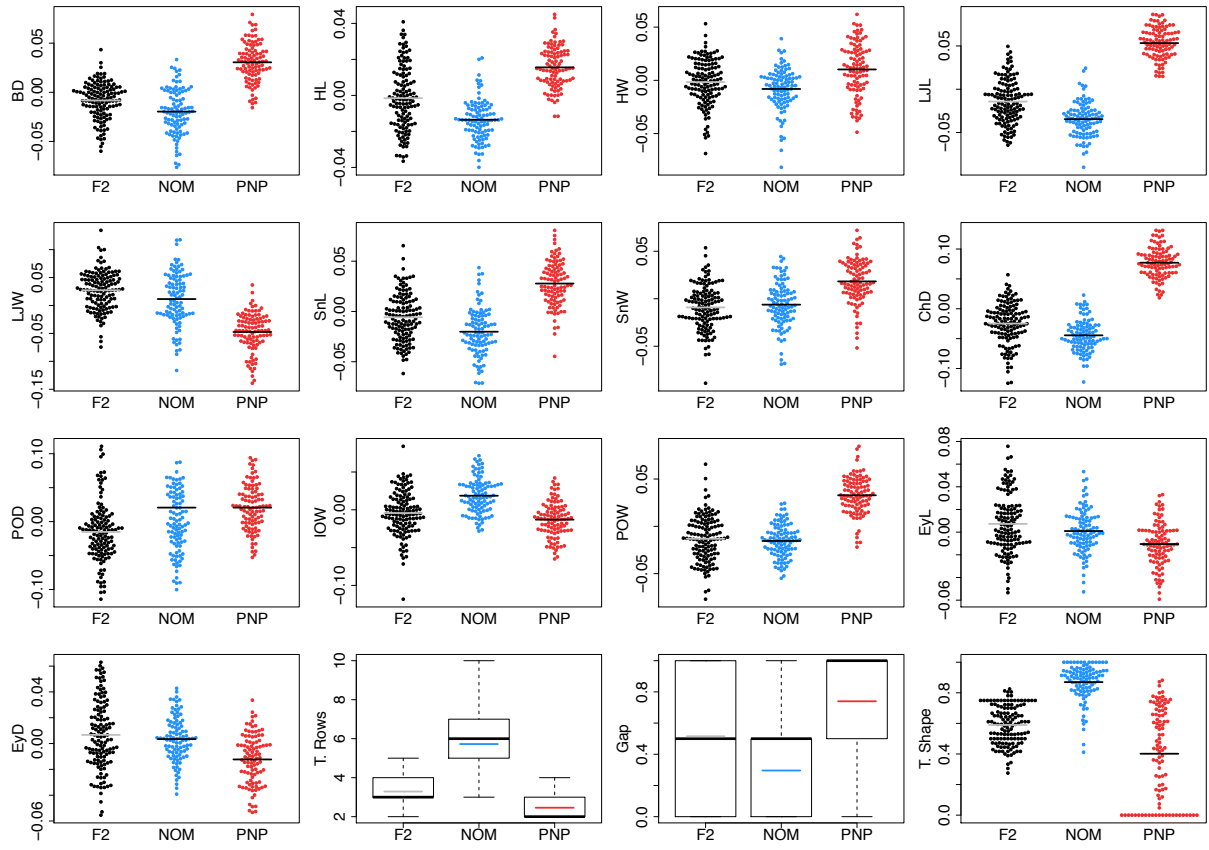 BD
0.05
0.00
−0.05
F2 NOM PNP
HL
0.04
0.00
−0.04
F2 NOM PNP
HW
0.05
0.00
−0.05
F2 NOM PNP
LJL
0.05
−0.05
F2 NOM PNP
LJW
0.05
−0.05
−0.15
F2 NOM PNP
SnL
0.05
0.00
−0.05
F2 NOM PNP
SnW
0.05
−0.05
F2 NOM PNP
ChD
0.10
0.00
−0.10
F2 NOM PNP
POD
0.10
0.00
−0.10
F2 NOM PNP
IOW
0.00
−0.10
F2 NOM PNP
POW
0.05
−0.05
F2 NOM PNP
EyL
0.08
0.04
0.00
−0.06
F2 NOM PNP
EyD
0.04
0.00
−0.06
F2 NOM PNP
T. Rows
10
8
6
4
2
F2 NOM PNP
Gap
0.8
0.4
0.0
F2 NOM PNP
T. Shape
0.8
0.4
0.0
F2 NOM PNP